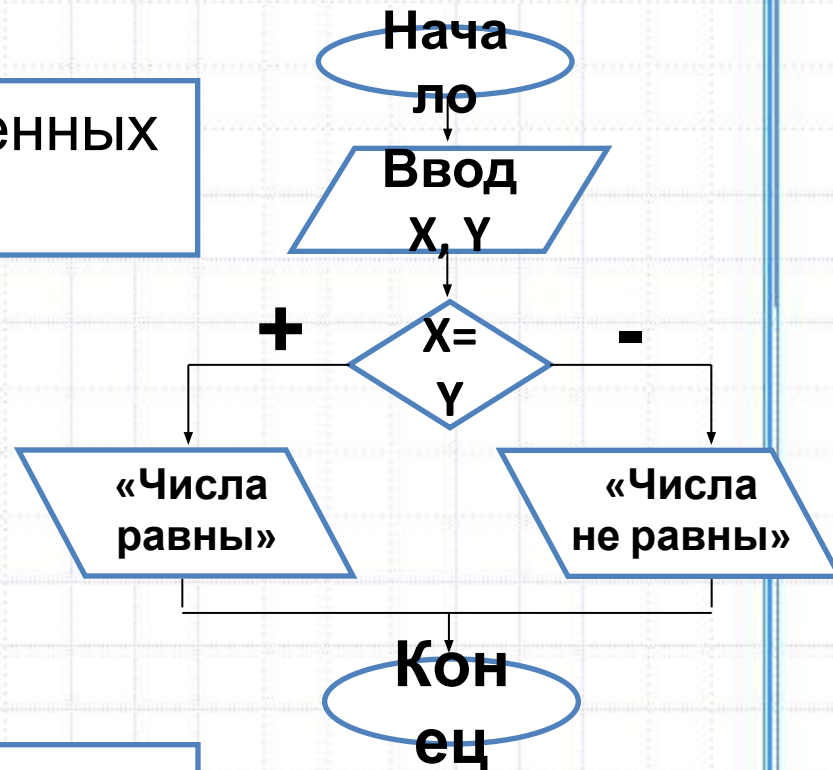 Нача
ло
енных
Ввод
X, Y
+
-
X=
Y
«Числа
равны»
«Числа
не равны»
Кон
ец